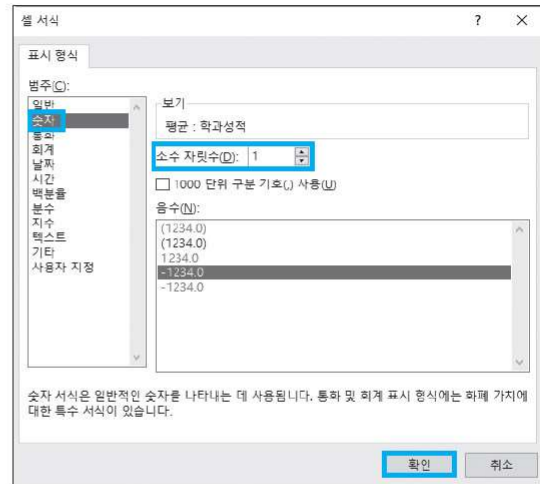 셀 서식 ? ×
표시 형식
범주(C):
일반
숫자
통화
회계
날짜
시간
백분율
분수
지수
텍스트
기타
사용자 지정
보기
평균 : 학과성적
소수 자릿수(D): 1
1000 단위 구분 기호(,) 사용(U)
음수(N):
(1234.0)
(1234.0)
1234.0
-1234.0
-1234.0
숫자 서식은 일반적인 숫자를 나타내는 데 사용됩니다. 통화 및 회계 표시 형식에는 화폐 가치에
대한 특수 서식이 있습니다.
확인 취소